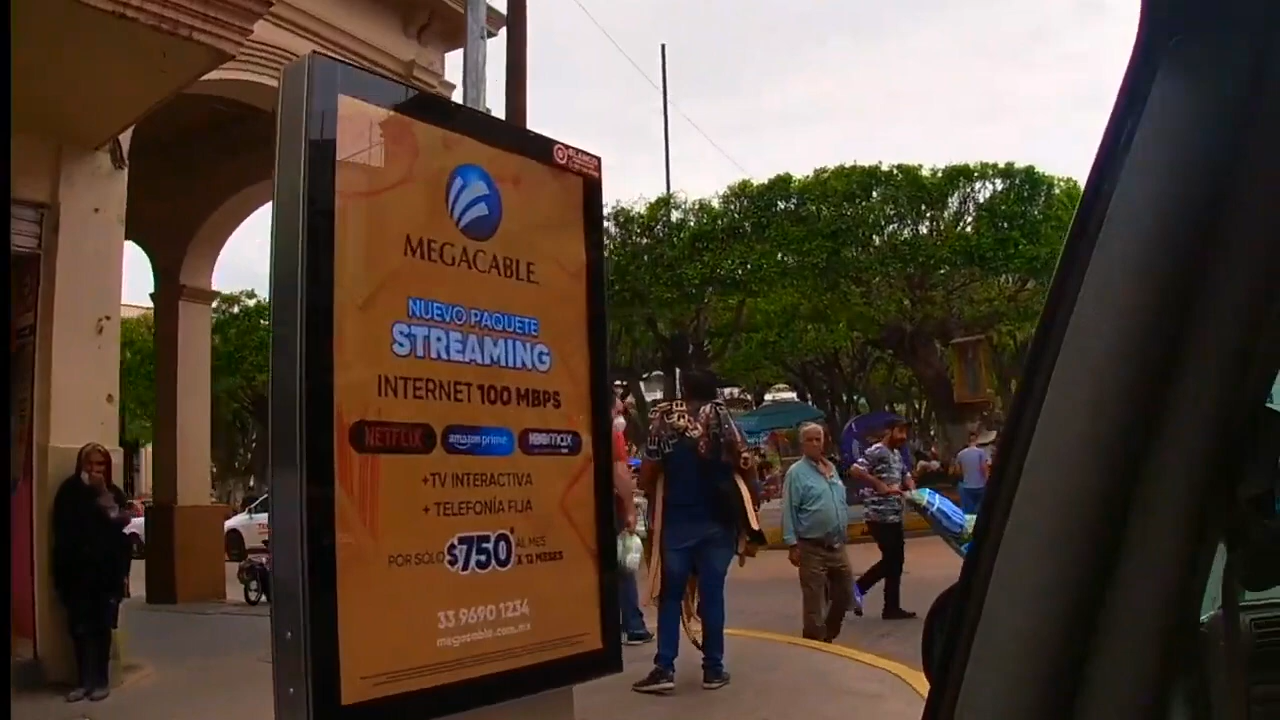 BLANCO
MEGACABLE
NUEVO PAQUETE
STREAMING
INTERNET 100 MBPS
NETFLIX
amazon prime
HBOmax
+TV INTERACTIVA
+ TELEFONÍA FIJA
POR SÓLO $750* AL MES
X 12 MESES
33 9690 1234
megacable.com.mx